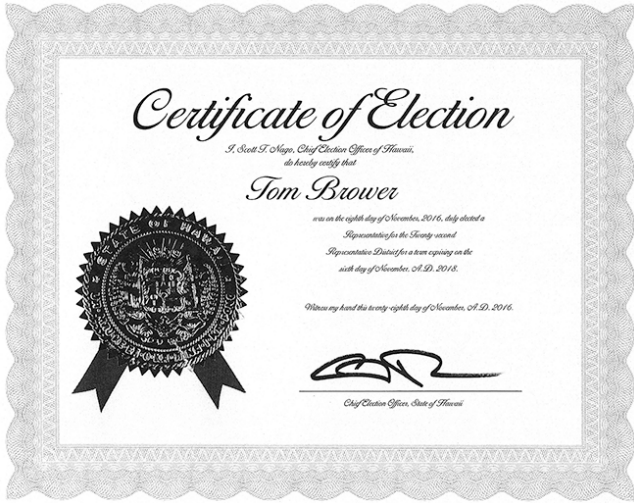 Certificate of Election
I, Scott T. Nago, Chief Election Officer of Hawaii,
do hereby certify that
Tom Brower
was on the eighth day of November, 2016, duly elected a
Representative for the Twenty-second
Representative District for a term expiring on the
sixth day of November, A.D. 2018.
Witness my hand this twenty-eighth day of November, A.D. 2016.
Chief Election Officer, State of Hawaii
STATE OF HAWAII